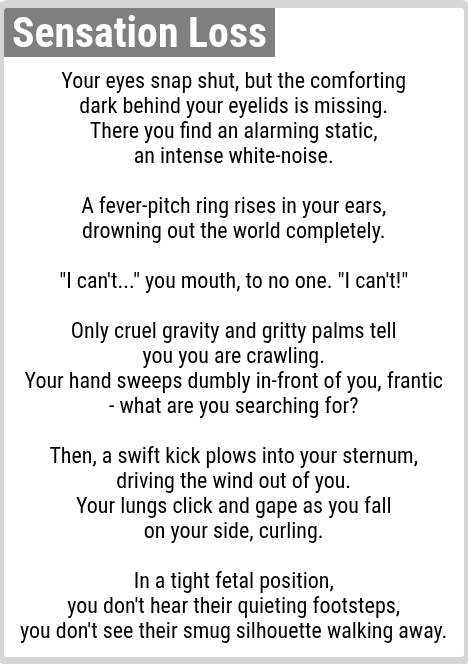 Sensation Loss
Your eyes snap shut, but the comforting
dark behind your eyelids is missing.
There you find an alarming static,
an intense white-noise.
A fever-pitch ring rises in your ears,
drowning out the world completely.
"I can't..." you mouth, to no one. "I can't!"
Only cruel gravity and gritty palms tell
you you are crawling.
Your hand sweeps dumbly in-front of you, frantic
- what are you searching for?
Then, a swift kick plows into your sternum,
driving the wind out of you.
Your lungs click and gape as you fall
on your side, curling.
In a tight fetal position,
you don't hear their quieting footsteps,
you don't see their smug silhouette walking away.